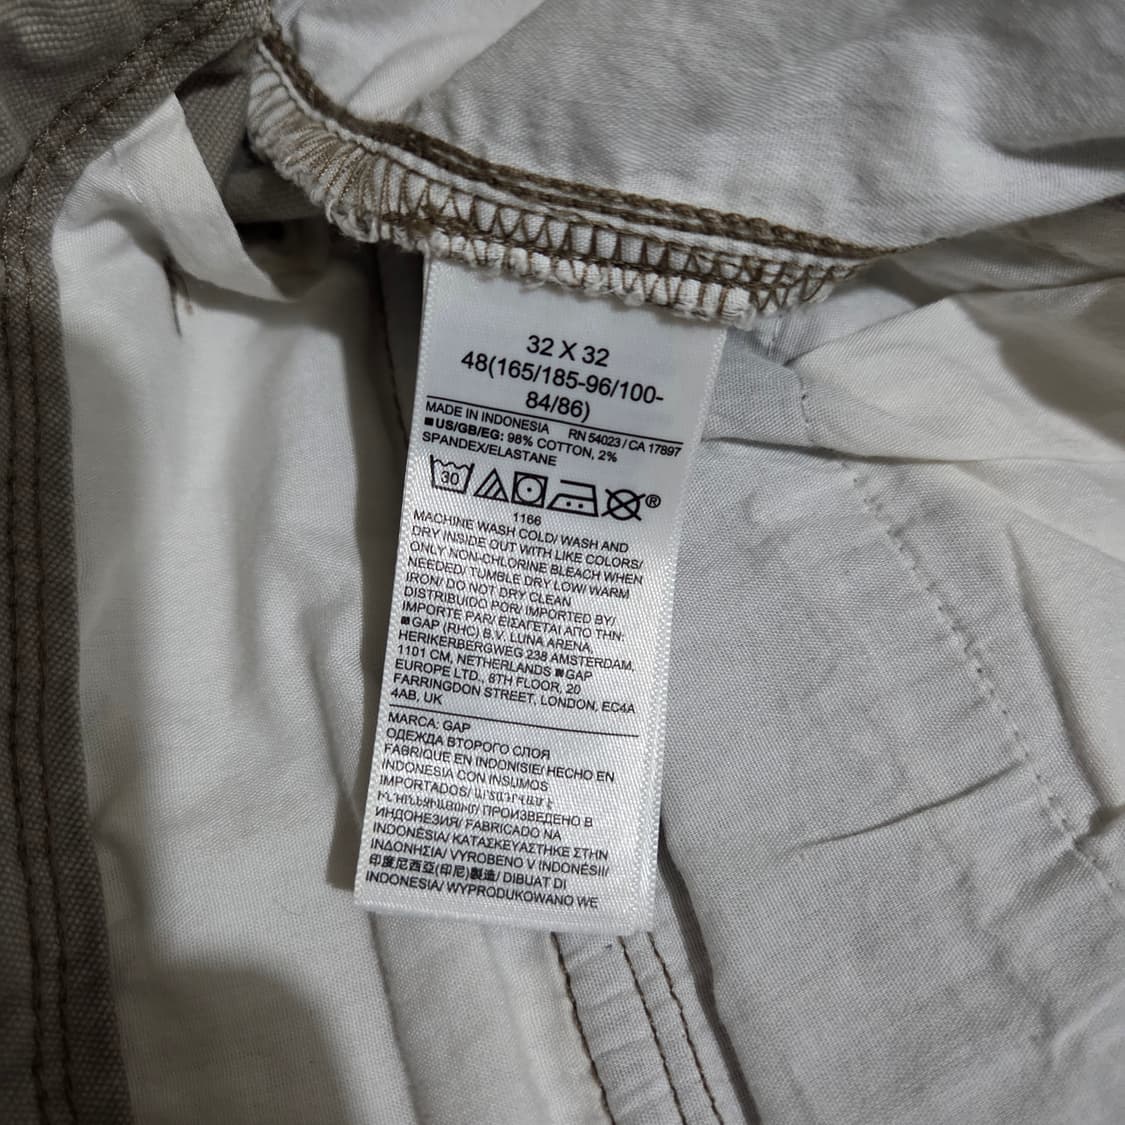 32 X 32
48(165/185-96/100-
84/86)
MADE IN INDONESIA RN 54023 / CA 17897
■US/GB/EG: 98% COTTON, 2%
SPANDEX/ELASTANE
30 ®
1166
MACHINE WASH COLD/ WASH AND
DRY INSIDE OUT WITH LIKE COLORS/
ONLY NON-CHLORINE BLEACH WHEN
NEEDED/ TUMBLE DRY LOW/ WARM
IRON/ DO NOT DRY CLEAN
DISTRIBUIDO POR/ IMPORTED BY/
IMPORTE PAR/ ΕΙΣΑΓΕΤΑΙ ΑΠΟ ΤΗΝ:
■GAP (RHC) B.V. LUNA ARENA,
HERIKERBERGWEG 238 AMSTERDAM,
1101 CM, NETHERLANDS ■GAP
EUROPE LTD., 8TH FLOOR, 20
FARRINGDON STREET, LONDON, EC4A
4AB, UK
MARCA: GAP
ОДЕЖДА ВТОРОГО СЛОЯ
FABRIQUE EN INDONISIE/ HECHO EN
INDONESIA CON INSUMOS
IMPORTADOS/
ПРОИЗВЕДЕНО В
ИНДОНЕЗИЯ/ FABRICADO NA
INDONÉSIA/ ΚΑΤΑΣΚΕΥΑΣΤΗΚΕ ΣΤΗΝ
ΙΝΔΟΝΗΣΙΑ/ VYROBENO V INDONÉSII/
印度尼西亞(印尼)製造/ DIBUAT DI
INDONESIA/ WYPRODUKOWANO WE